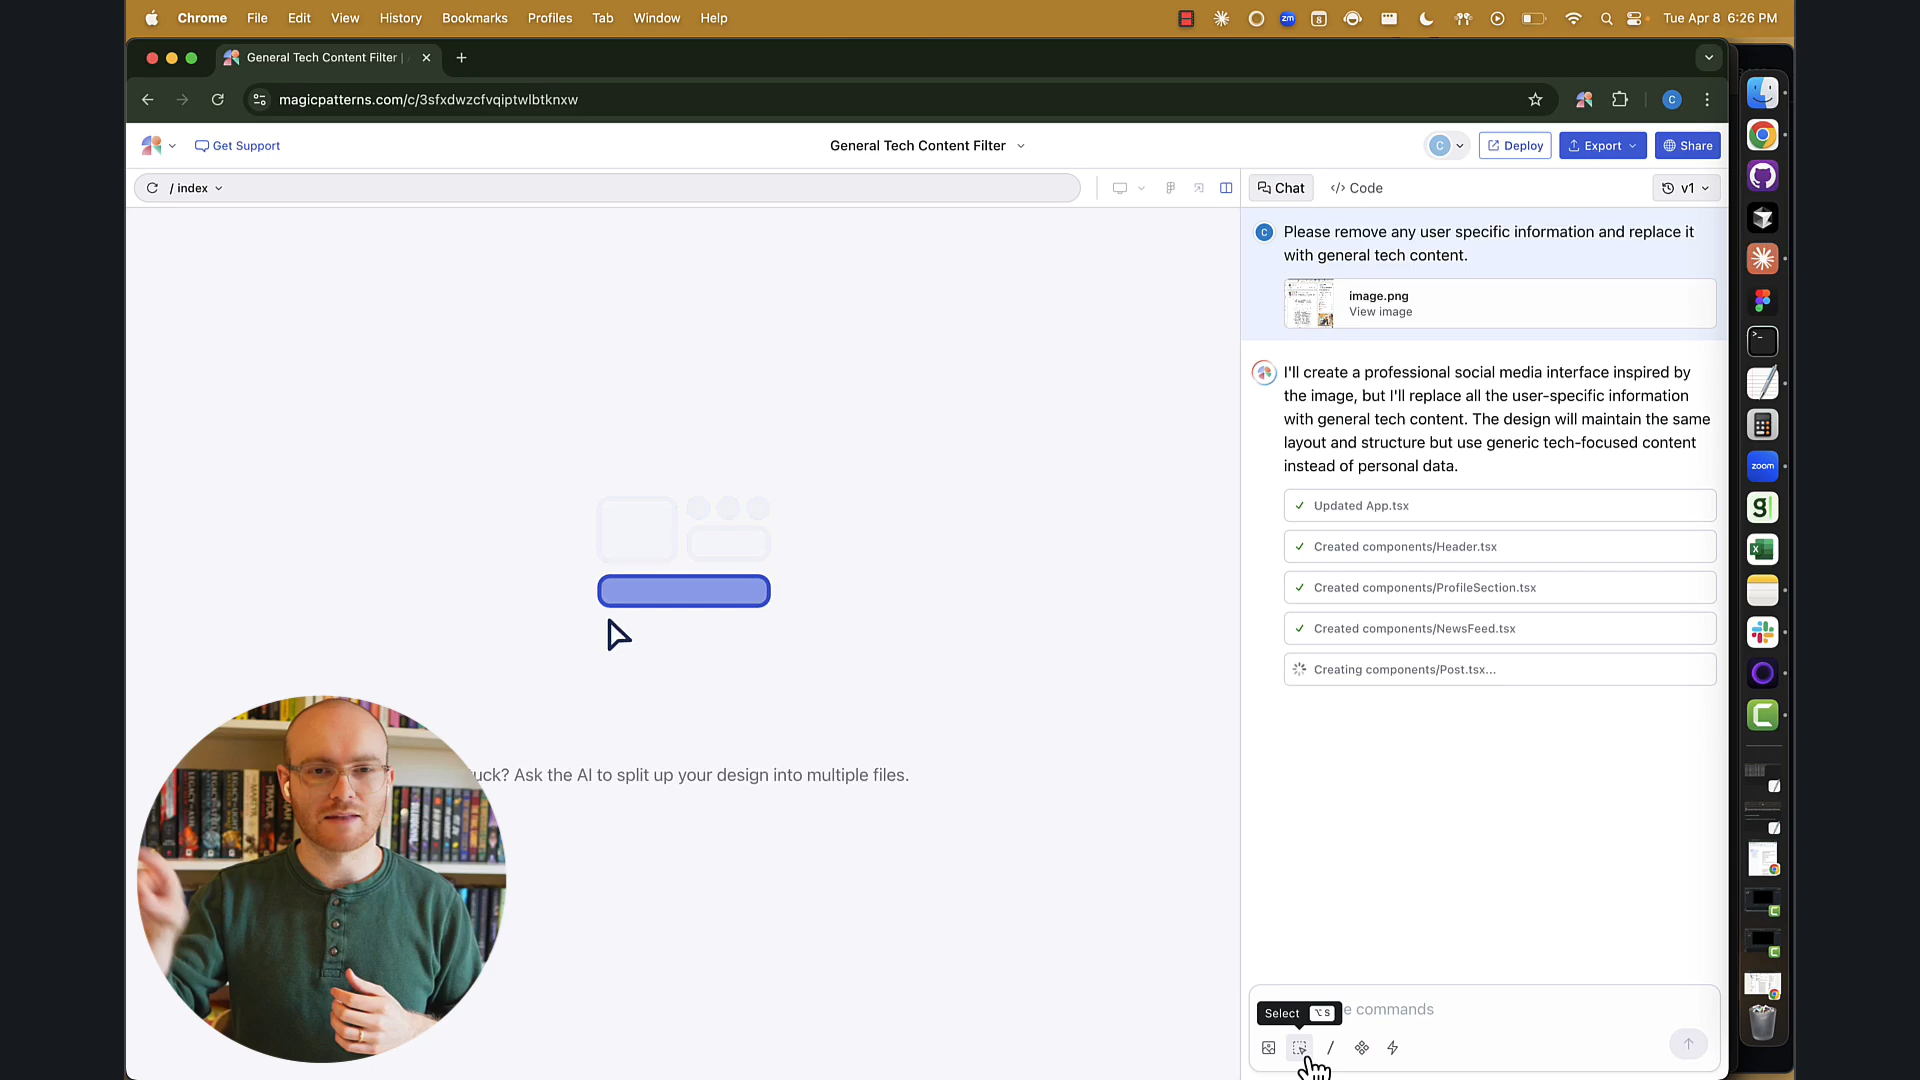 Chrome File Edit View History Bookmarks Profiles Tab Window Help
zm
8
Tue Apr 8 6:26 PM
General Tech Content Filter |
magicpatterns.com/c/3sfxdwzcfvqiptwlbtknxw
C
Get Support
General Tech Content Filter
C
Deploy
Export
Share
/ index
Chat
</> Code
v1
C
Please remove any user specific information and replace it
with general tech content.
image.png
View image
I'll create a professional social media interface inspired by
the image, but I'll replace all the user-specific information
with general tech content. The design will maintain the same
layout and structure but use generic tech-focused content
instead of personal data.
Updated App.tsx
Created components/Header.tsx
Created components/ProfileSection.tsx
Created components/NewsFeed.tsx
Creating components/Post.tsx...
uck? Ask the AI to split up your design into multiple files.
Select ⌥S
e commands
zoom
g